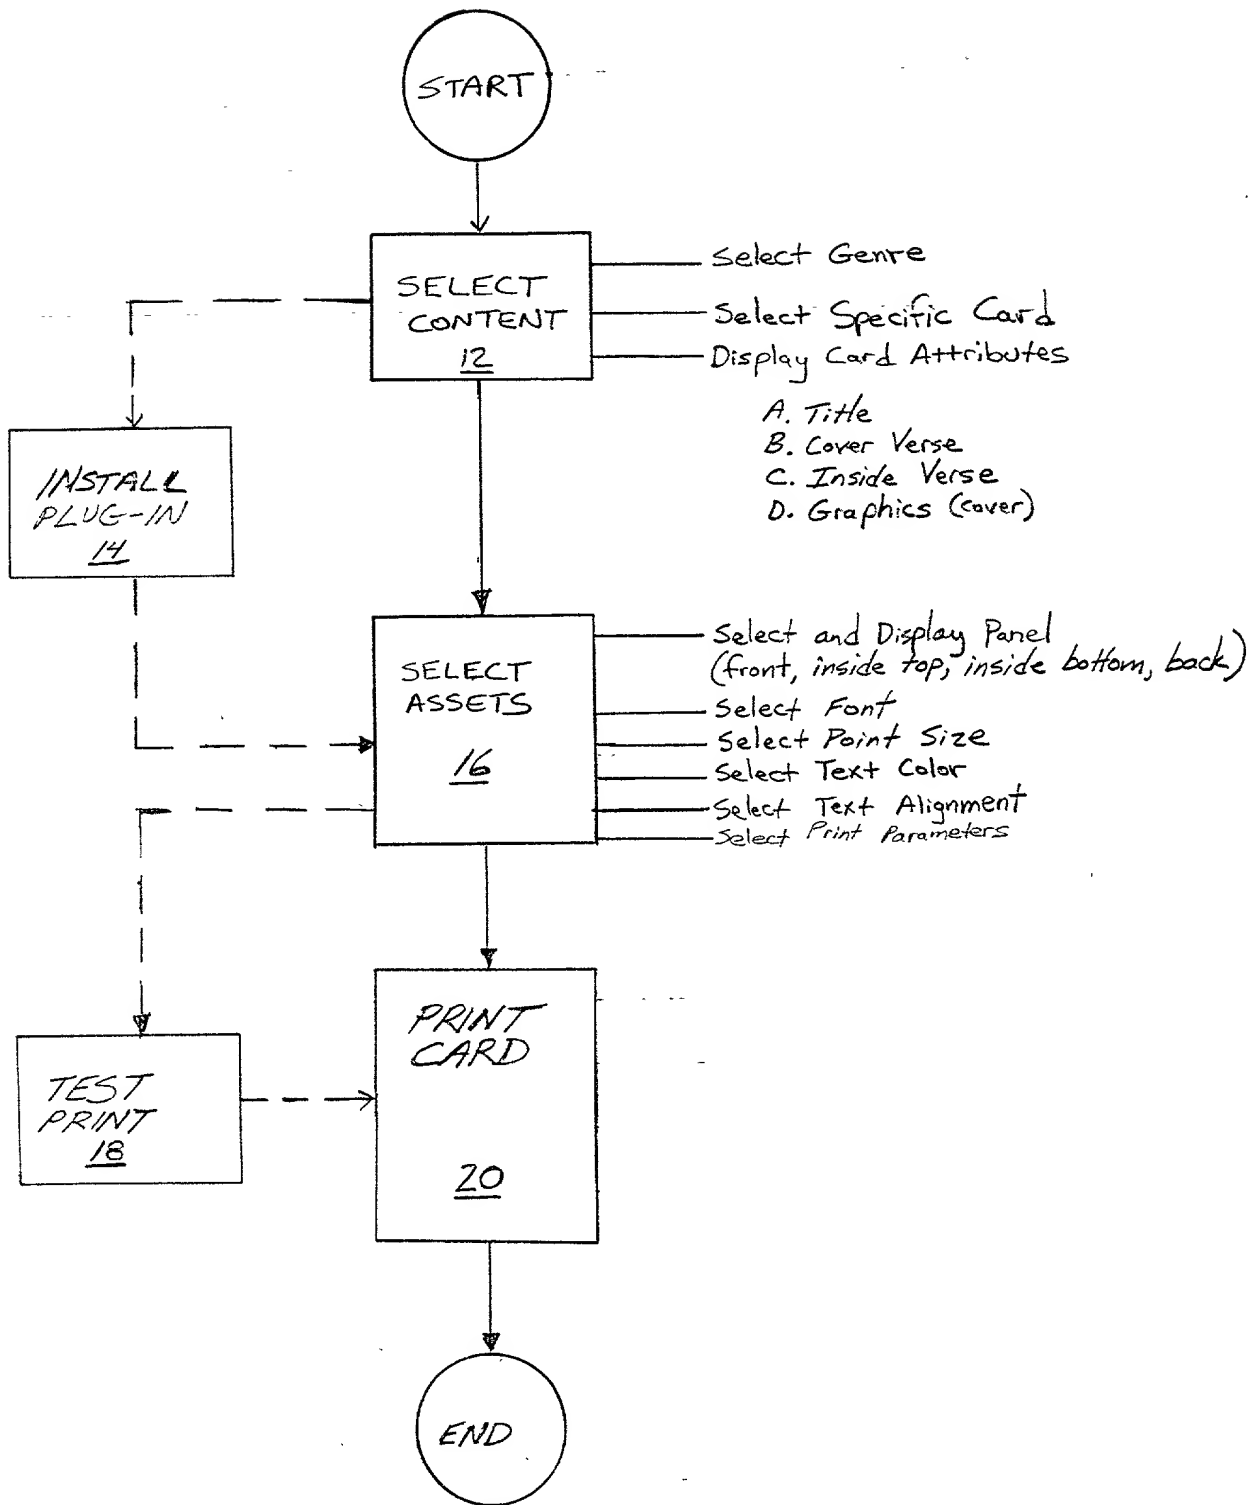 START
SELECT
CONTENT
12
Select Genre
Select Specific Card
Display Card Attributes
A. Title
B. Cover Verse
C. Inside Verse
D. Graphics (cover)
INSTALL
PLUG-IN
14
SELECT
ASSETS
16
Select and Display Panel
(front, inside top, inside bottom, back)
Select Font
Select Point Size
Select Text Color
Select Text Alignment
Select Print Parameters
TEST
PRINT
18
PRINT
CARD
20
END